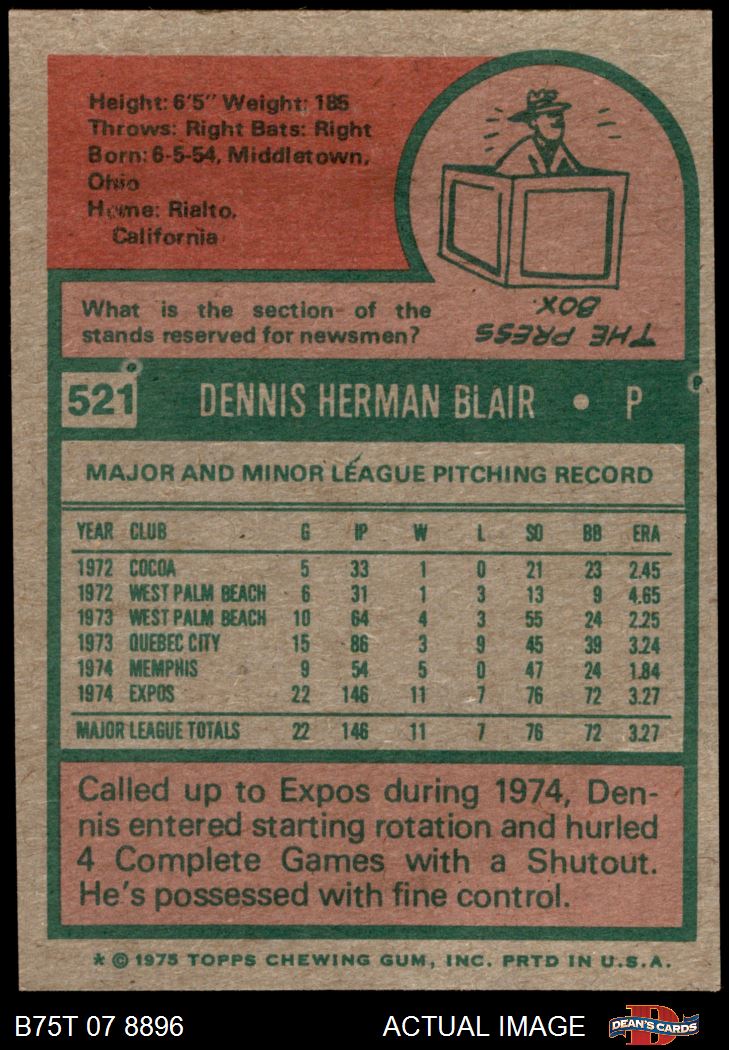 Height: 6'5" Weight: 185
Throws: Right Bats: Right
Born: 6-5-54, Middletown,
Ohio
Home: Rialto,
California
What is the section of the
stands reserved for newsmen?
THE PRESS
BOX.
521 DENNIS HERMAN BLAIR • P
MAJOR AND MINOR LEAGUE PITCHING RECORD
YEAR CLUB G IP W L SO BB ERA
1972 COCOA 5 33 1 0 21 23 2.45
1972 WEST PALM BEACH 6 31 1 3 13 9 4.65
1973 WEST PALM BEACH 10 64 4 3 55 24 2.25
1973 QUEBEC CITY 15 86 3 9 45 39 3.24
1974 MEMPHIS 9 54 5 0 47 24 1.84
1974 EXPOS 22 146 11 7 76 72 3.27
MAJOR LEAGUE TOTALS 22 146 11 7 76 72 3.27
Called up to Expos during 1974, Den-
nis entered starting rotation and hurled
4 Complete Games with a Shutout.
He's possessed with fine control.
* © 1975 TOPPS CHEWING GUM, INC. PRTD IN U.S.A.
B75T 07 8896 ACTUAL IMAGE DEAN'S CARDS